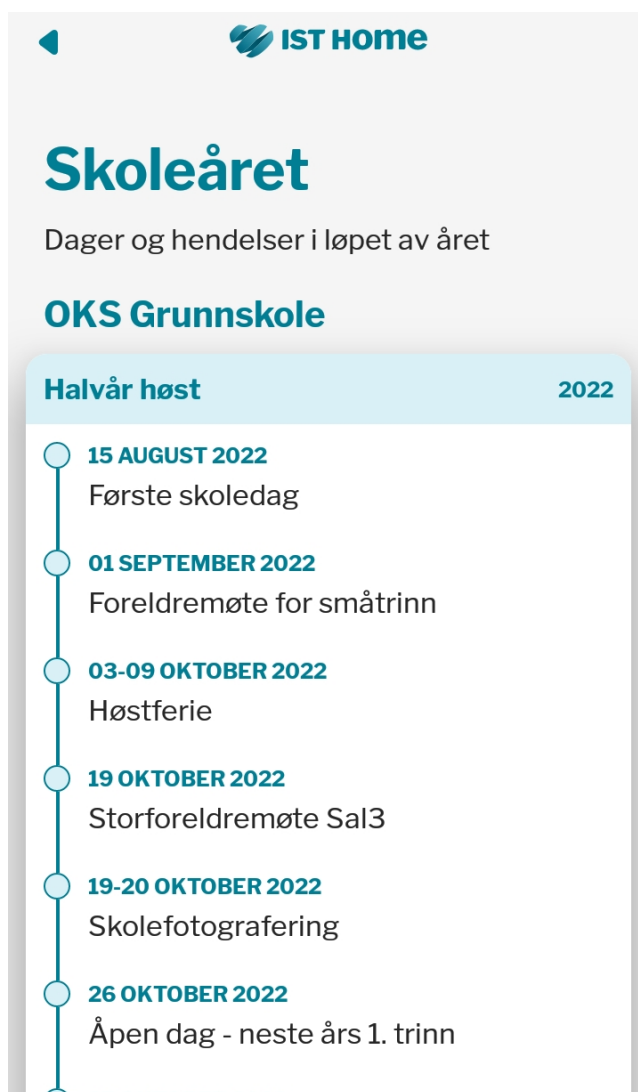 IST Home
Skoleåret
Dager og hendelser i løpet av året
OKS Grunnskole
Halvår høst 2022
15 AUGUST 2022
Første skoledag
01 SEPTEMBER 2022
Foreldremøte for småtrinn
03-09 OKTOBER 2022
Høstferie
19 OKTOBER 2022
Storforeldremøte Sal3
19-20 OKTOBER 2022
Skolefotografering
26 OKTOBER 2022
Åpen dag - neste års 1. trinn